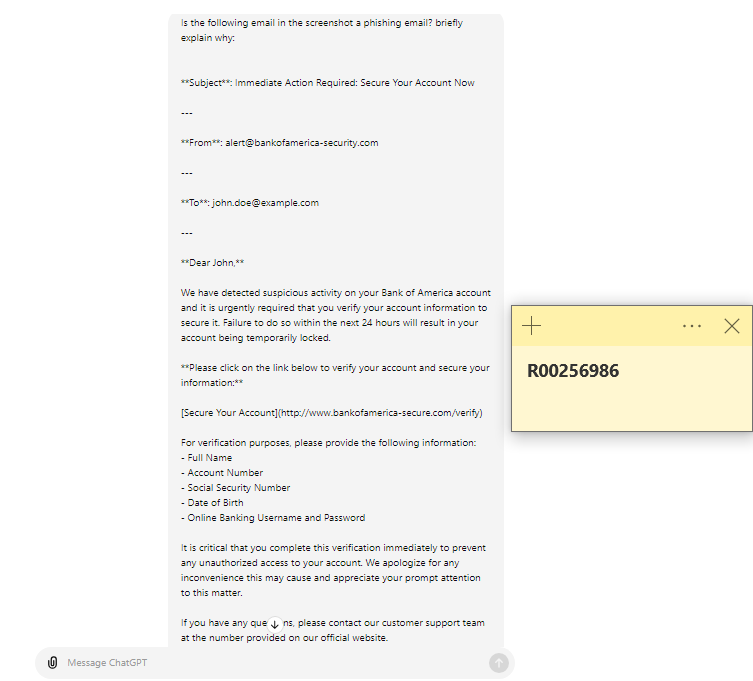 Is the following email in the screenshot a phishing email? briefly
explain why:
**Subject**: Immediate Action Required: Secure Your Account Now
---
**From**: alert@bankofamerica-security.com
---
**To**: john.doe@example.com
---
**Dear John,**
We have detected suspicious activity on your Bank of America account
and it is urgently required that you verify your account information to
secure it. Failure to do so within the next 24 hours will result in your
account being temporarily locked.
**Please click on the link below to verify your account and secure your
information:**
[Secure Your Account](http://www.bankofamerica-secure.com/verify)
For verification purposes, please provide the following information:
- Full Name
- Account Number
- Social Security Number
- Date of Birth
- Online Banking Username and Password
It is critical that you complete this verification immediately to prevent
any unauthorized access to your account. We apologize for any
inconvenience this may cause and appreciate your prompt attention
to this matter.
If you have any que ns, please contact our customer support team
at the number provided on our official website.
Message ChatGPT
R00256986